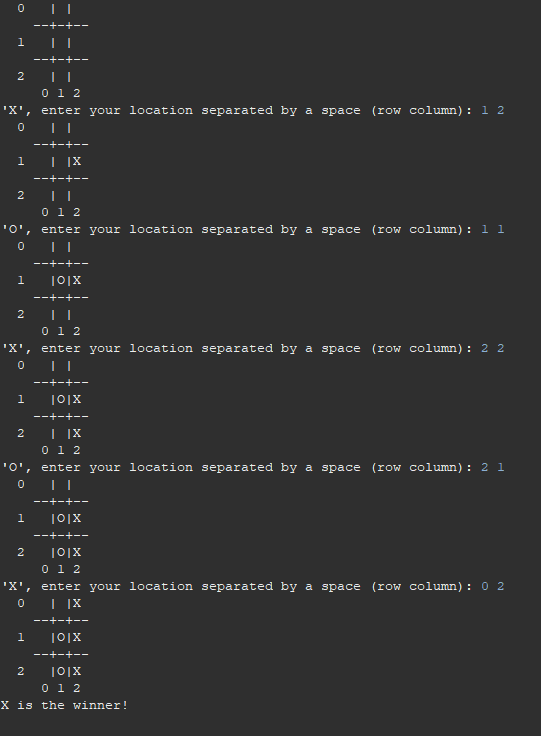 0   | |
  --+-+--
1   | |
  --+-+--
2   | |
   0 1 2
'X', enter your location separated by a space (row column): 1 2
0   | |
  --+-+--
1   | |X
  --+-+--
2   | |
   0 1 2
'O', enter your location separated by a space (row column): 1 1
0   | |
  --+-+--
1   |O|X
  --+-+--
2   | |
   0 1 2
'X', enter your location separated by a space (row column): 2 2
0   | |
  --+-+--
1   |O|X
  --+-+--
2   | |X
   0 1 2
'O', enter your location separated by a space (row column): 2 1
0   | |
  --+-+--
1   |O|X
  --+-+--
2   |O|X
   0 1 2
'X', enter your location separated by a space (row column): 0 2
0   | |X
  --+-+--
1   |O|X
  --+-+--
2   |O|X
   0 1 2
X is the winner!